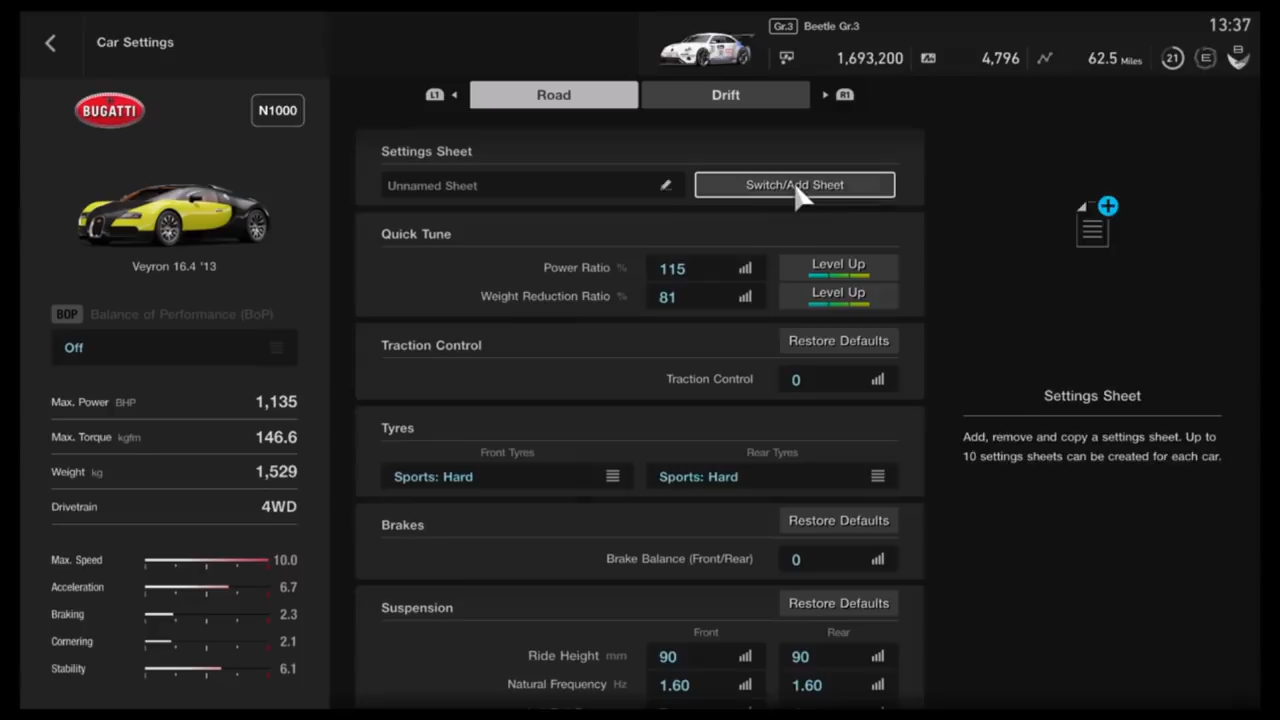 Car Settings
Gr.3 Beetle Gr.3
13:37
1,693,200
4,796
62.5 Miles
21
E
B
BUGATTI
N1000
Veyron 16.4 '13
BOP Balance of Performance (BoP)
Off
Max. Power BHP 1,135
Max. Torque kgfm 146.6
Weight kg 1,529
Drivetrain 4WD
Max. Speed 10.0
Acceleration 6.7
Braking 2.3
Cornering 2.1
Stability 6.1
L1 Road Drift R1
Settings Sheet
Unnamed Sheet Switch/Add Sheet
Quick Tune
Power Ratio % 115 Level Up
Weight Reduction Ratio % 81 Level Up
Traction Control Restore Defaults
Traction Control 0
Tyres
Front Tyres Rear Tyres
Sports: Hard Sports: Hard
Brakes Restore Defaults
Brake Balance (Front/Rear) 0
Suspension Restore Defaults
Front Rear
Ride Height mm 90 90
Natural Frequency Hz 1.60 1.60
Settings Sheet
Add, remove and copy a settings sheet. Up to
10 settings sheets can be created for each car.